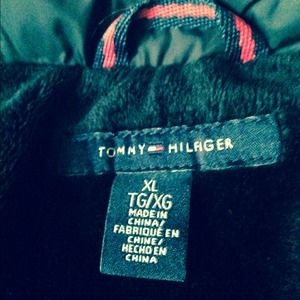 TOMMY HILFIGER
XL
TG/XG
MADE IN
CHINA/
FABRIQUÉ EN
CHINE/
HECHO EN
CHINA